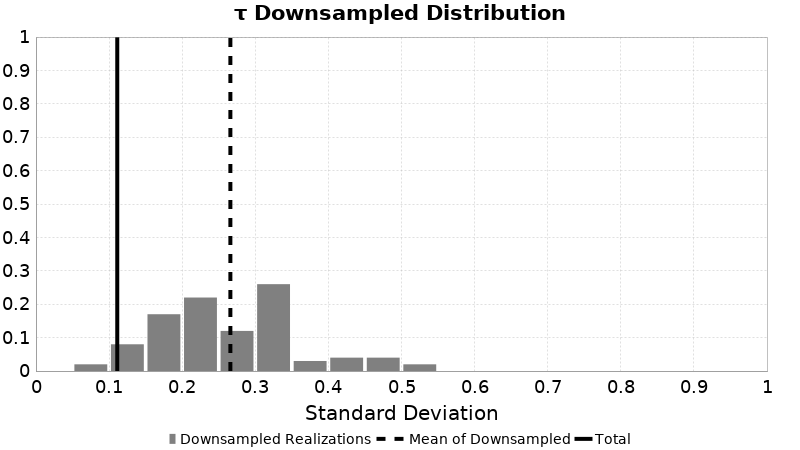 τ Downsampled Distribution
1
0.9
0.8
0.7
0.6
0.5
0.4
0.3
0.2
0.1
0
0 0.1 0.2 0.3 0.4 0.5 0.6 0.7 0.8 0.9 1
Standard Deviation
Downsampled Realizations Mean of Downsampled Total